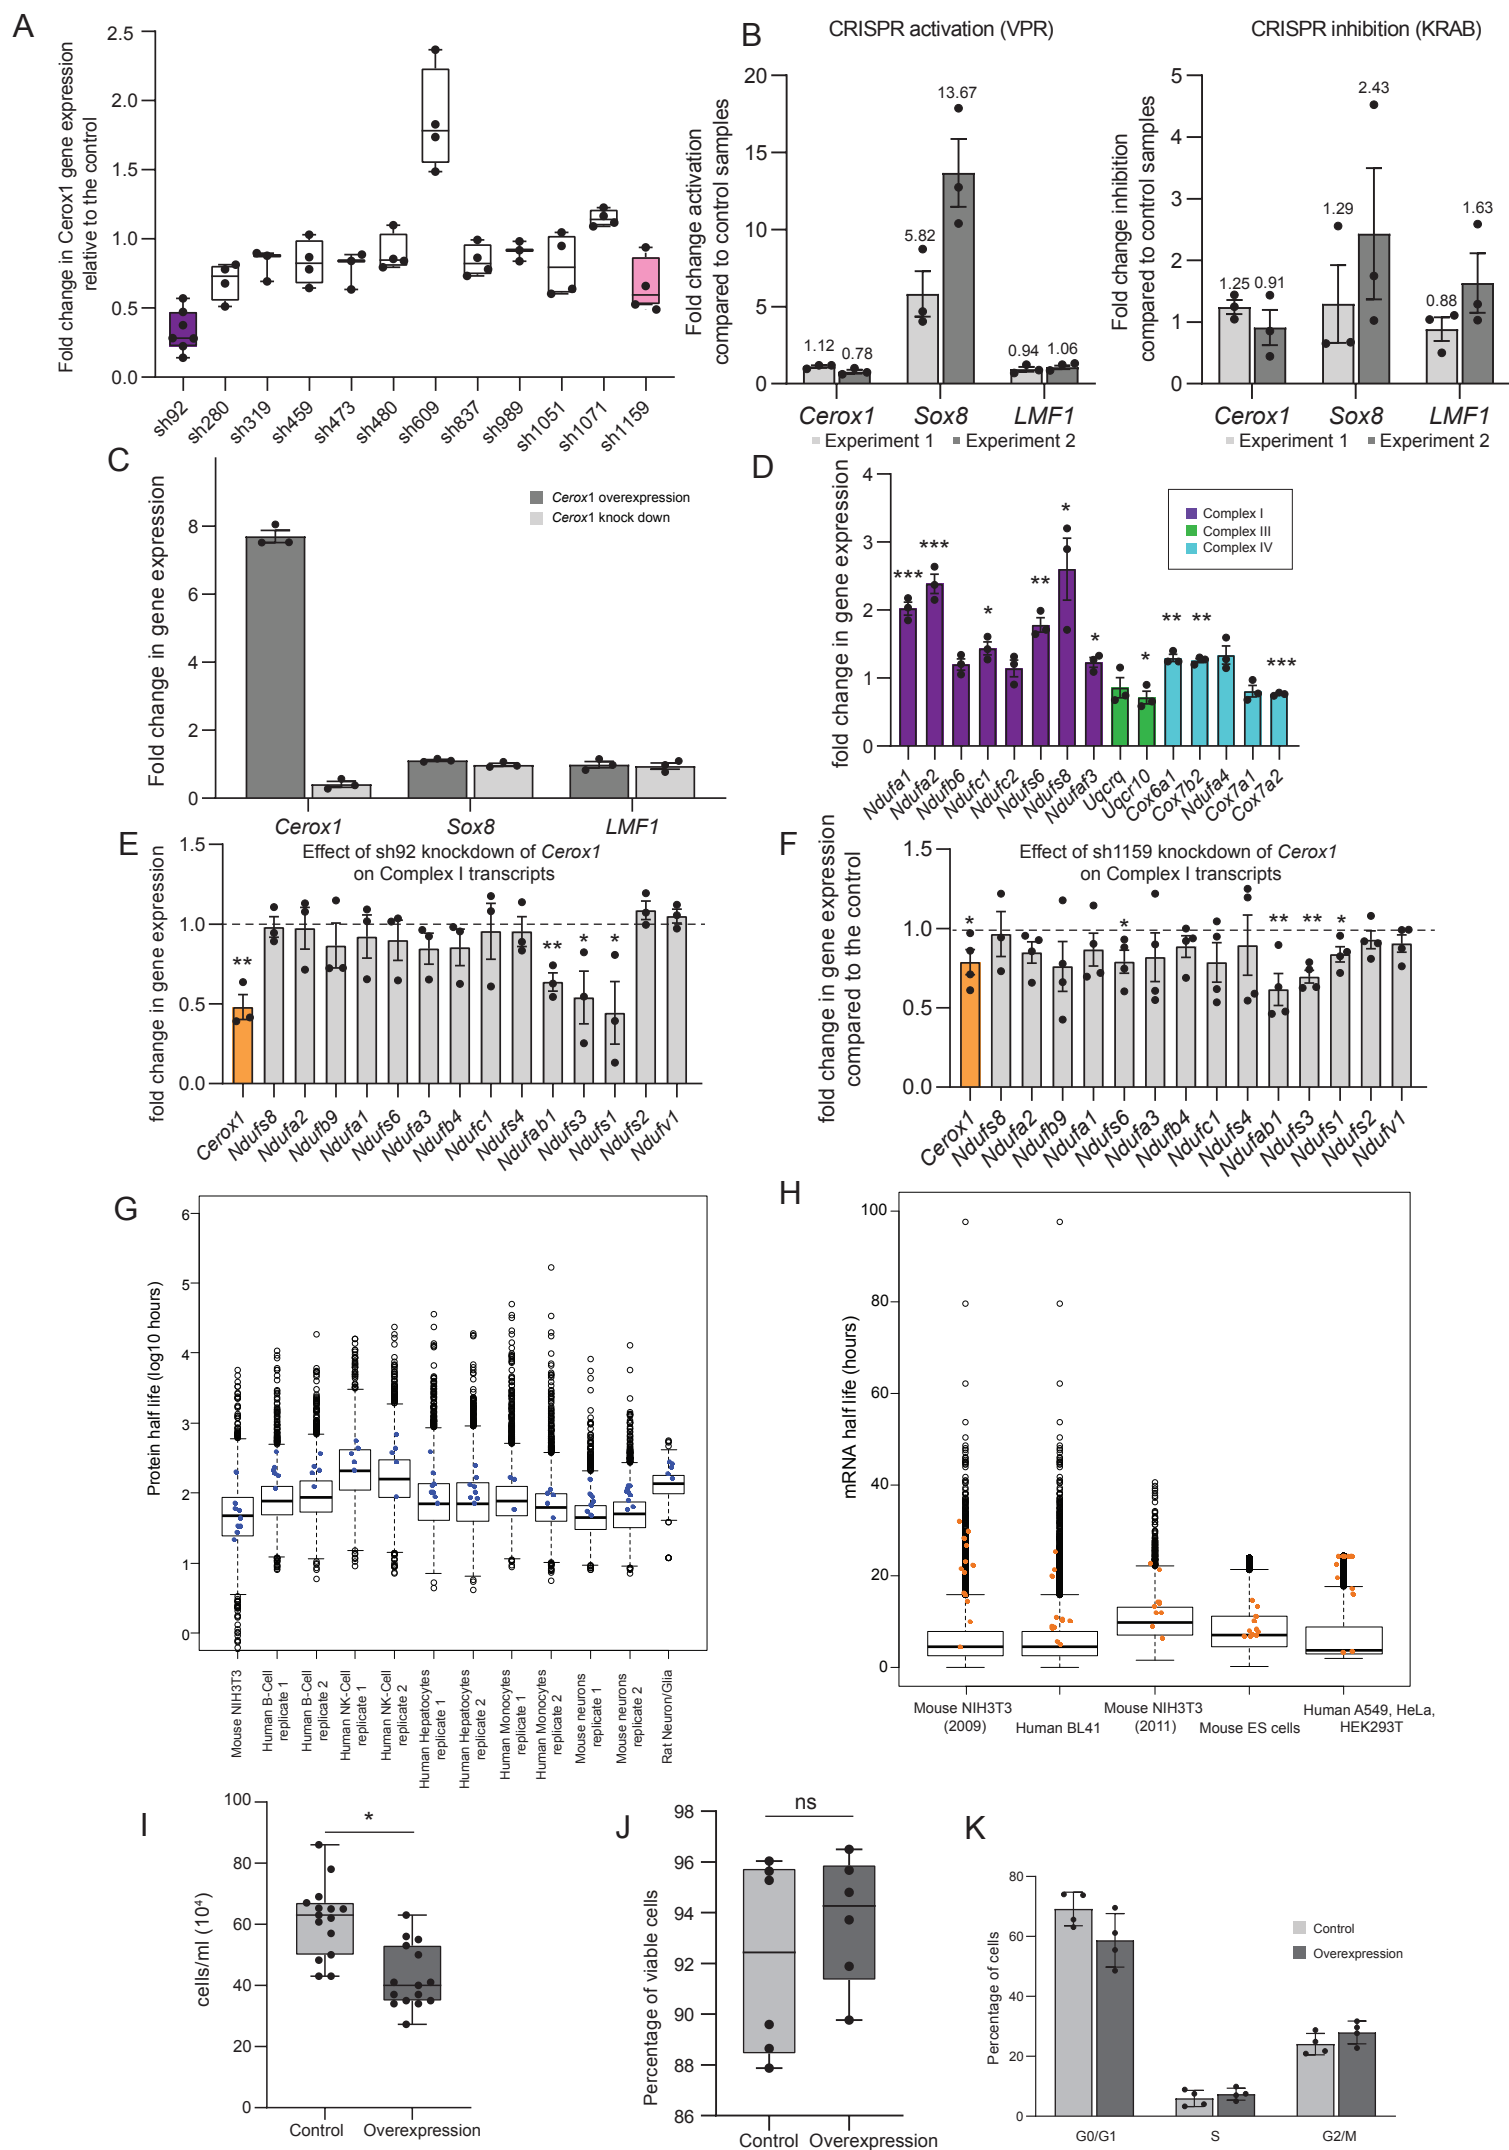 A
Fold change in Cerox1 gene expression
relative to the control
2.5
2.0
1.5
1.0
0.5
0.0
sh92
sh280
sh319
sh459
sh473
sh480
sh609
sh837
sh989
sh1051
sh1071
sh1159
B
CRISPR activation (VPR)
Fold change activation
compared to control samples
20
15
10
5
0
1.12
0.78
5.82
13.67
0.94
1.06
Cerox1
Sox8
LMF1
Experiment 1
Experiment 2
CRISPR inhibition (KRAB)
Fold change inhibition
compared to control samples
5
4
3
2
1
0
1.25
0.91
1.29
2.43
0.88
1.63
Cerox1
Sox8
LMF1
Experiment 1
Experiment 2
C
Fold change in gene expression
8
6
4
2
0
Cerox1 overexpression
Cerox1 knock down
Cerox1
Sox8
LMF1
D
fold change in gene expression
4
3
2
1
0
Complex I
Complex III
Complex IV
***
***
*
**
*
*
*
**
**
***
Ndufa1
Ndufa2
Ndufb6
Ndufc1
Ndufc2
Ndufs6
Ndufs8
Ndufaf3
Uqcrq
Uqcr10
Cox6a1
Cox7b2
Ndufa4
Cox7a1
Cox7a2
E
Effect of sh92 knockdown of Cerox1
on Complex I transcripts
fold change in gene expression
1.5
1.0
0.5
0.0
**
**
*
*
Cerox1
Ndufs8
Ndufa2
Ndufb9
Ndufa1
Ndufs6
Ndufa3
Ndufb4
Ndufc1
Ndufs4
Ndufab1
Ndufs3
Ndufs1
Ndufs2
Ndufv1
F
Effect of sh1159 knockdown of Cerox1
on Complex I transcripts
fold change in gene expression
compared to the control
1.5
1.0
0.5
0.0
*
*
**
**
*
Cerox1
Ndufs8
Ndufa2
Ndufb9
Ndufa1
Ndufs6
Ndufa3
Ndufb4
Ndufc1
Ndufs4
Ndufab1
Ndufs3
Ndufs1
Ndufs2
Ndufv1
G
Protein half life (log10 hours)
6
5
4
3
2
1
0
Mouse NIH3T3
Human B-Cell
replicate 1
Human B-Cell
replicate 2
Human NK-Cell
replicate 1
Human NK-Cell
replicate 2
Human Hepatocytes
replicate 1
Human Hepatocytes
replicate 2
Human Monocytes
replicate 1
Human Monocytes
replicate 2
Mouse neurons
replicate 1
Mouse neurons
replicate 2
Rat Neuron/Glia
H
mRNA half life (hours)
100
80
60
40
20
0
Mouse NIH3T3
(2009)
Human BL41
Mouse NIH3T3
(2011)
Mouse ES cells
Human A549, HeLa,
HEK293T
I
cells/ml (10⁴)
100
80
60
40
20
0
*
Control
Overexpression
J
Percentage of viable cells
98
96
94
92
90
88
86
ns
Control
Overexpression
K
Percentage of cells
80
60
40
20
0
Control
Overexpression
G0/G1
S
G2/M